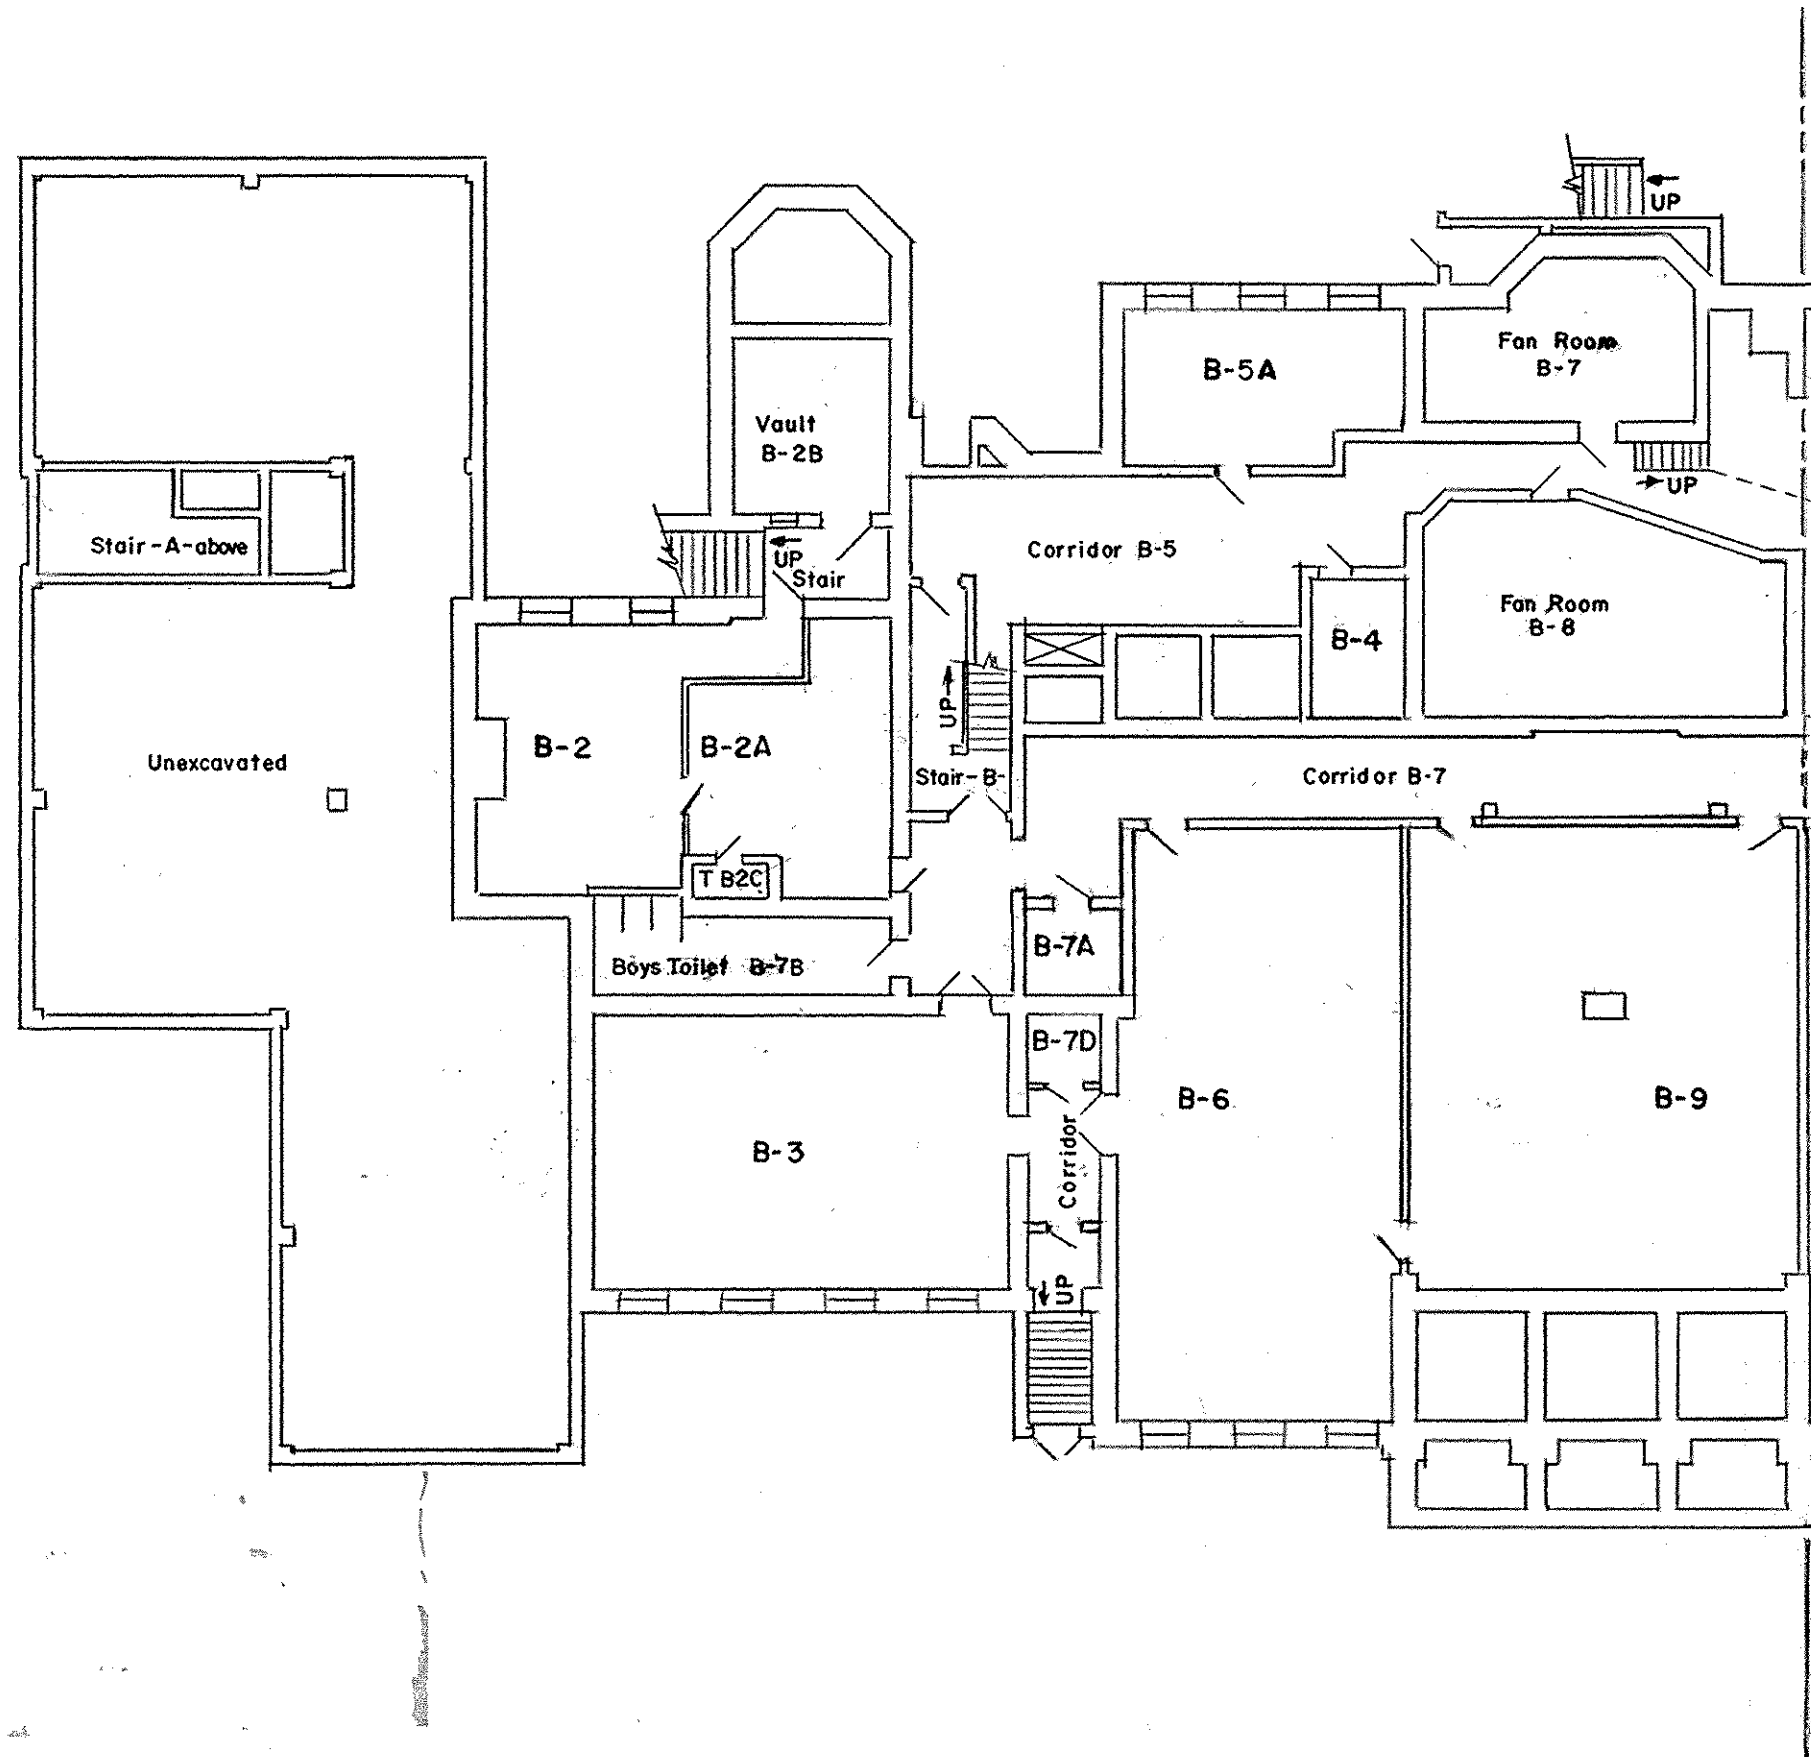 UP
Fan Room
B-7
B-5A
Vault
B-2B
UP
Stair-A-above
UP
Stair
Corridor B-5
Fan Room
B-8
B-4
UP
B-2
B-2A
Unexcavated
Stair-B-
Corridor B-7
T B2C
B-7A
Boys Toilet B-7B
B-7D
B-6
B-9
Corridor
B-3
UP